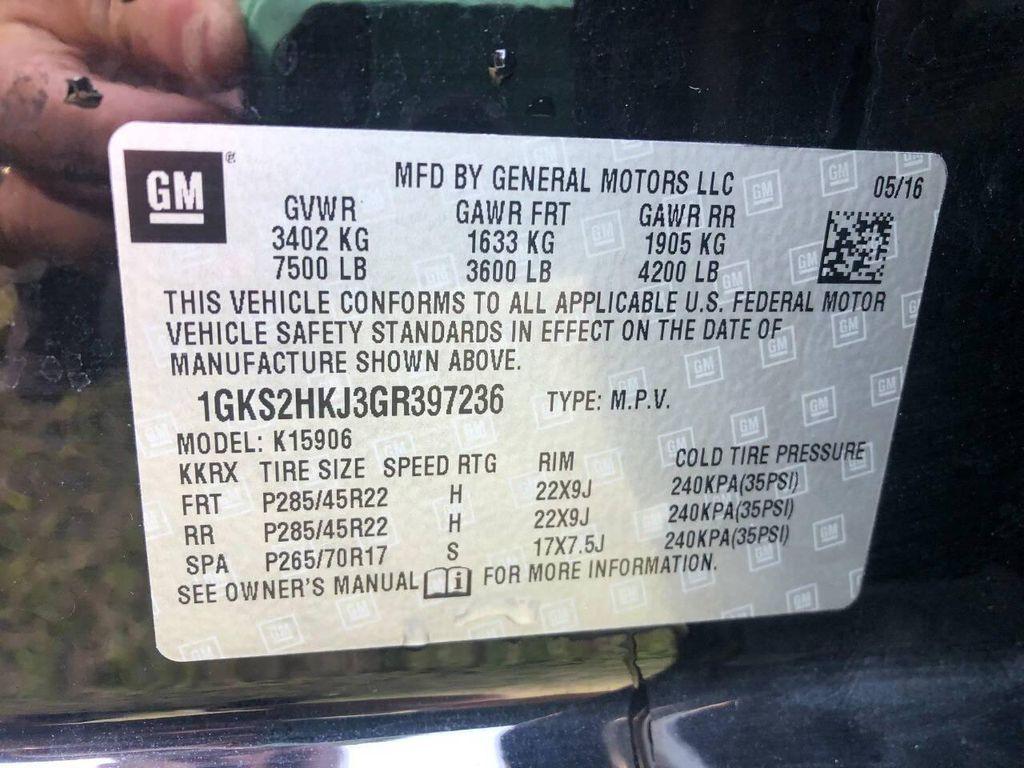 GM
MFD BY GENERAL MOTORS LLC
05/16
GVWR GAWR FRT GAWR RR
3402 KG 1633 KG 1905 KG
7500 LB 3600 LB 4200 LB
THIS VEHICLE CONFORMS TO ALL APPLICABLE U.S. FEDERAL MOTOR
VEHICLE SAFETY STANDARDS IN EFFECT ON THE DATE OF
MANUFACTURE SHOWN ABOVE.
1GKS2HKJ3GR397236 TYPE: M.P.V.
MODEL: K15906
KKRX TIRE SIZE SPEED RTG RIM COLD TIRE PRESSURE
FRT P285/45R22 H 22X9J 240KPA(35PSI)
RR P285/45R22 H 22X9J 240KPA(35PSI)
SPA P265/70R17 S 17X7.5J 240KPA(35PSI)
SEE OWNER'S MANUAL FOR MORE INFORMATION.